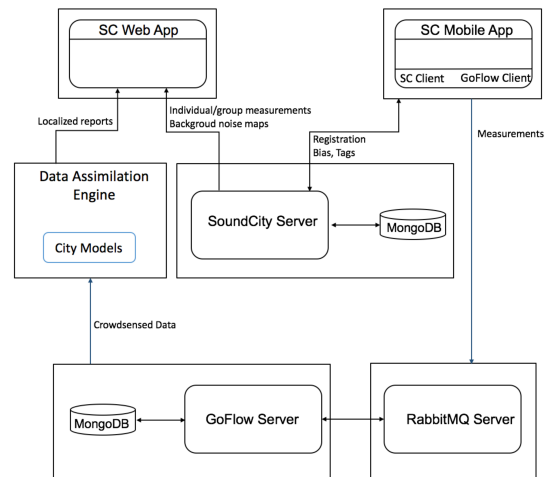 SC Web App
SC Mobile App
SC Client
GoFlow Client
Localized reports
Individual/group measurements
Backgroud noise maps
Registration
Bias, Tags
Measurements
Data Assimilation
Engine
City Models
SoundCity Server
MongoDB
Crowdsensed Data
MongoDB
GoFlow Server
RabbitMQ Server